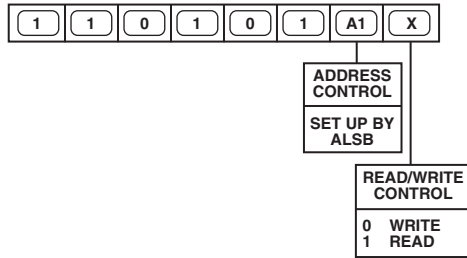 1 1 0 1 0 1 A1 X
ADDRESS
CONTROL
SET UP BY
ALSB
READ/WRITE
CONTROL
0 WRITE
1 READ